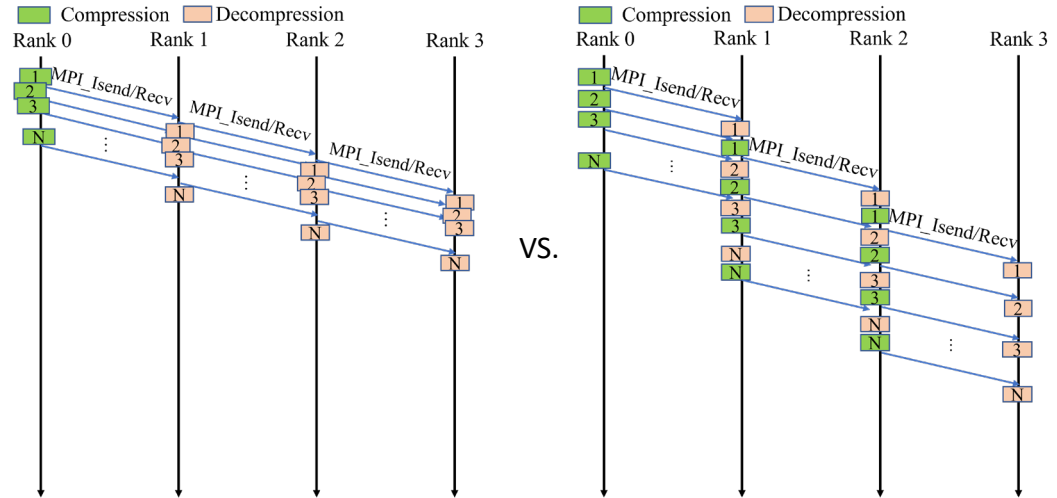 Compression Decompression
Rank 0 Rank 1 Rank 2 Rank 3
MPI_Isend/Recv
MPI_Isend/Recv
MPI_Isend/Recv
1
2
3
N
...
1
2
3
N
...
1
2
3
N
...
1
2
3
N
VS.
Compression Decompression
Rank 0 Rank 1 Rank 2 Rank 3
MPI_Isend/Recv
MPI_Isend/Recv
MPI_Isend/Recv
1
2
3
N
...
1
1
2
2
3
3
N
N
...
1
1
2
2
3
3
N
N
...
1
2
3
N